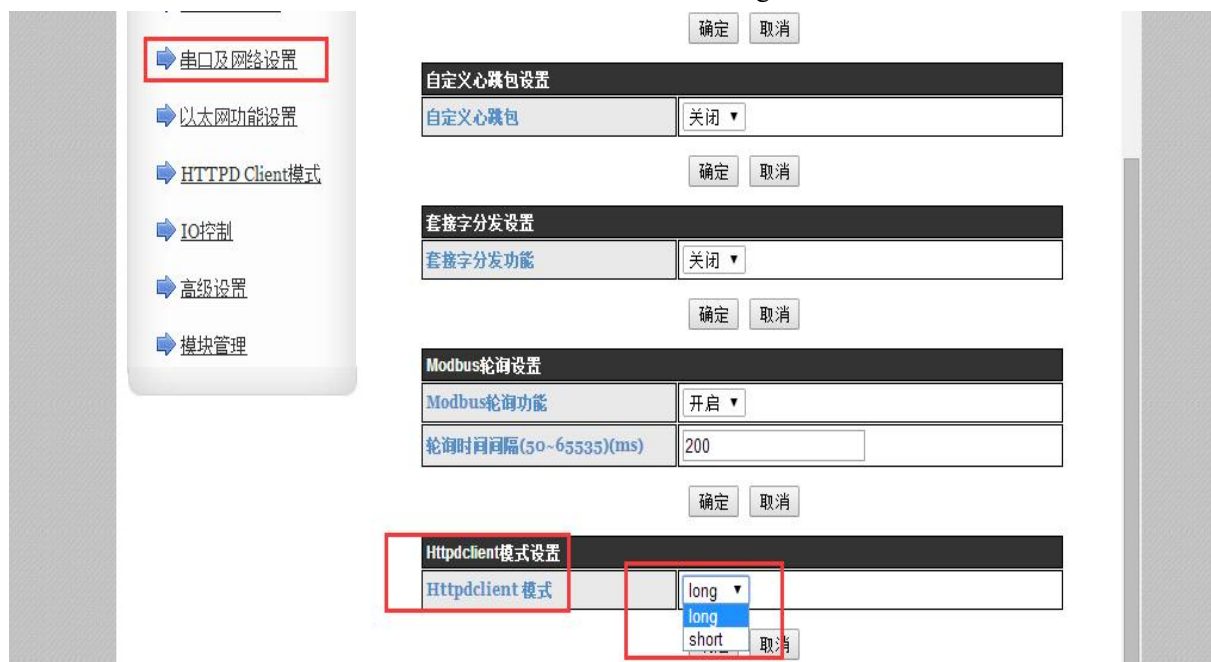 确定 取消
串口及网络设置
自定义心跳包设置
以太网功能设置
自定义心跳包 关闭
HTTPD Client模式
确定 取消
套接字分发设置
IO控制
套接字分发功能 关闭
高级设置
确定 取消
模块管理
Modbus轮询设置
Modbus轮询功能 开启
轮询时间间隔(50~65535)(ms) 200
确定 取消
Httpdclient模式设置
Httpdclient 模式 long
long
short
取消